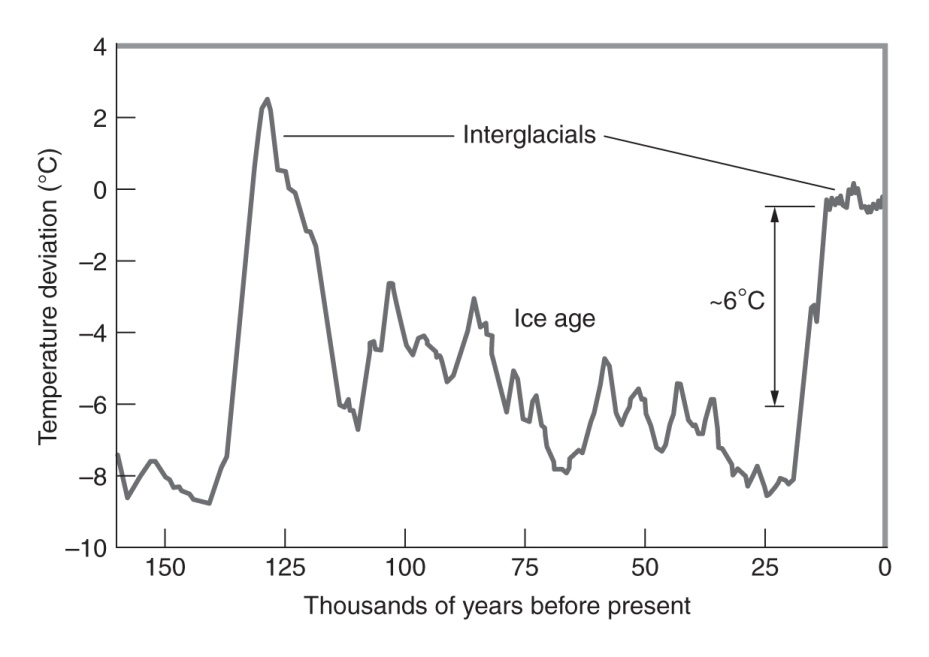 4
2
0
−2
−4
−6
−8
−10
Temperature deviation (°C)
Interglacials
Ice age
~6°C
150 125 100 75 50 25 0
Thousands of years before present